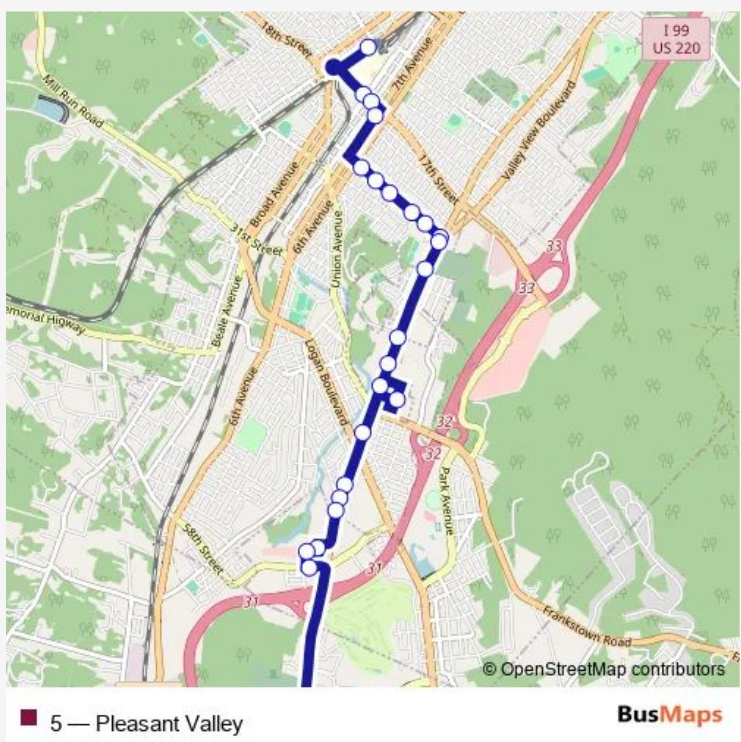 18th Street
7th Avenue
I 99
US 220
Mill Run Road
Valley View Boulevard
17th Street
Broad Avenue
6th Avenue
31st Street
Union Avenue
33
33
Beale Avenue
emorial Higway
Logan Boulevard
6th Avenue
32
32
Park Avenue
58th Street
31
31
Frankstown Road
F
© OpenStreetMap contributors
5 — Pleasant Valley
BusMaps